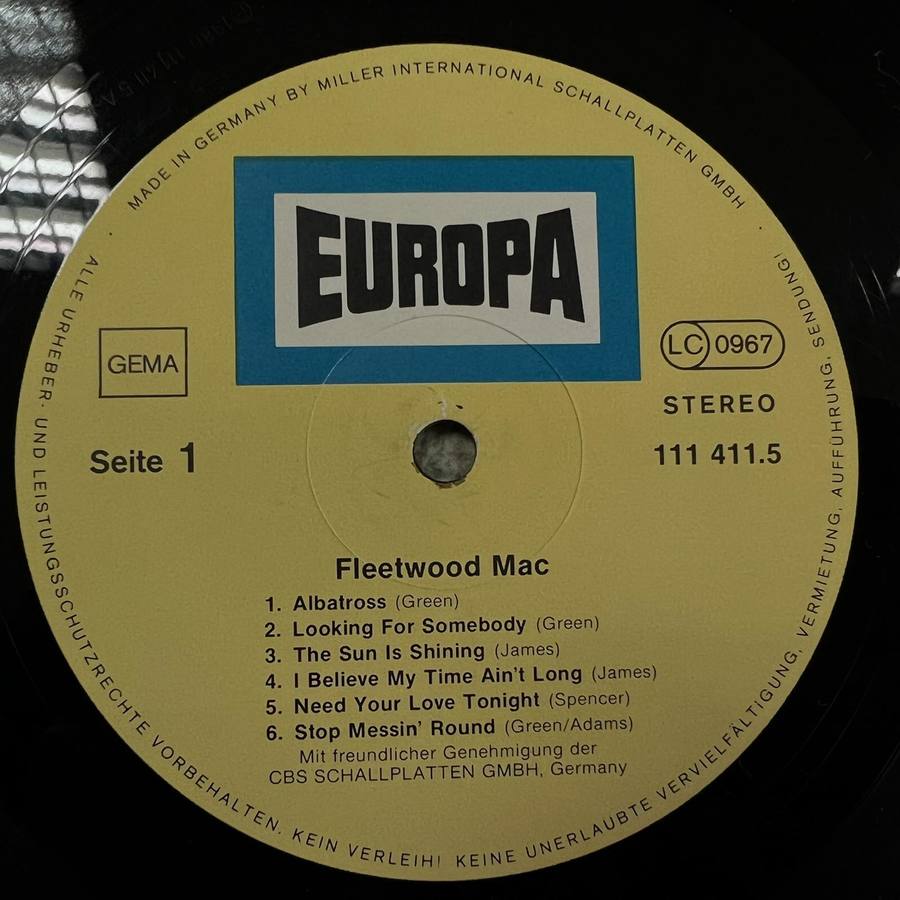 MADE IN GERMANY BY MILLER INTERNATIONAL SCHALLPLATTEN GMBH
EUROPA
GEMA
LC 0967
STEREO
Seite 1
111 411.5
Fleetwood Mac
1. Albatross (Green)
2. Looking For Somebody (Green)
3. The Sun Is Shining (James)
4. I Believe My Time Ain't Long (James)
5. Need Your Love Tonight (Spencer)
6. Stop Messin' Round (Green/Adams)
Mit freundlicher Genehmigung der
CBS SCHALLPLATTEN GMBH, Germany
ALLE URHEBER- UND LEISTUNGSSCHUTZRECHTE VORBEHALTEN. KEIN VERLEIH! KEINE UNERLAUBTE VERVIELFÄLTIGUNG, VERMIETUNG, AUFFÜHRUNG, SENDUNG!